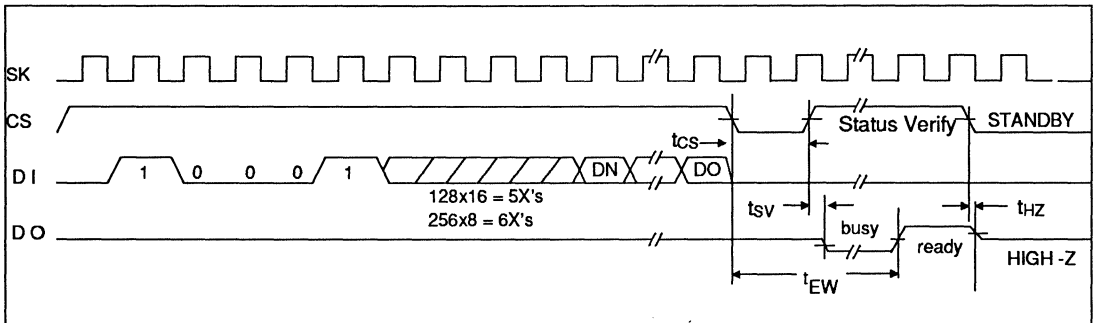 SK
CS
tCS
Status Verify
STANDBY
DI
1 0 0 0 1
DN
DO
128x16 = 5X's
256x8 = 6X's
tSV
tHZ
DO
busy
ready
HIGH -Z
tEW